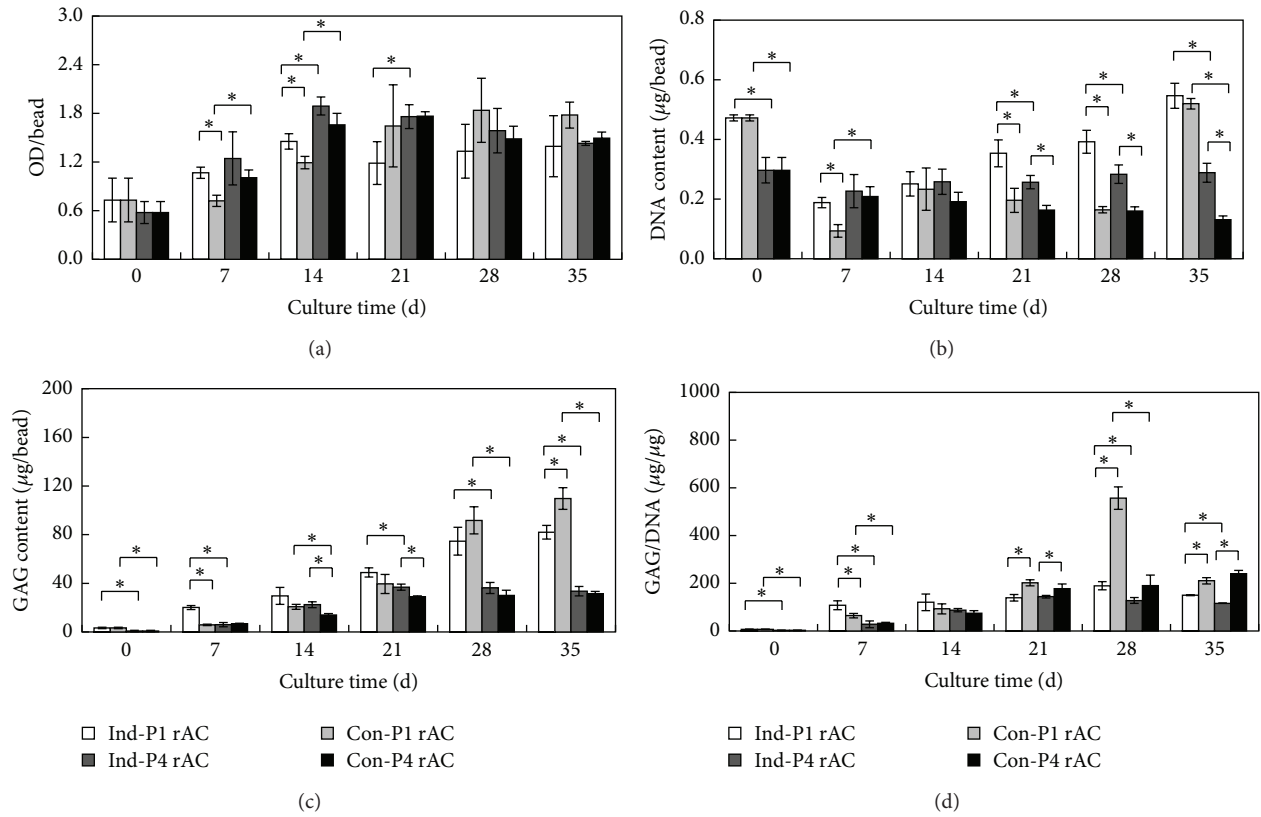 (a)
OD/bead
3.0
2.4
1.8
1.2
0.6
0.0
* * * * * * *
0 7 14 21 28 35
Culture time (d)
(b)
DNA content (μg/bead)
0.8
0.6
0.4
0.2
0.0
* * * * * * * * * * * *
0 7 14 21 28 35
Culture time (d)
(a)
(b)
GAG content (μg/bead)
200
160
120
80
40
0
* * * * * * * * * * * * *
0 7 14 21 28 35
Culture time (d)
GAG/DNA (μg/μg)
1000
800
600
400
200
0
* * * * * * * * * * * * * *
0 7 14 21 28 35
Culture time (d)
Ind-P1 rAC
Con-P1 rAC
Ind-P4 rAC
Con-P4 rAC
Ind-P1 rAC
Con-P1 rAC
Ind-P4 rAC
Con-P4 rAC
(c)
(d)